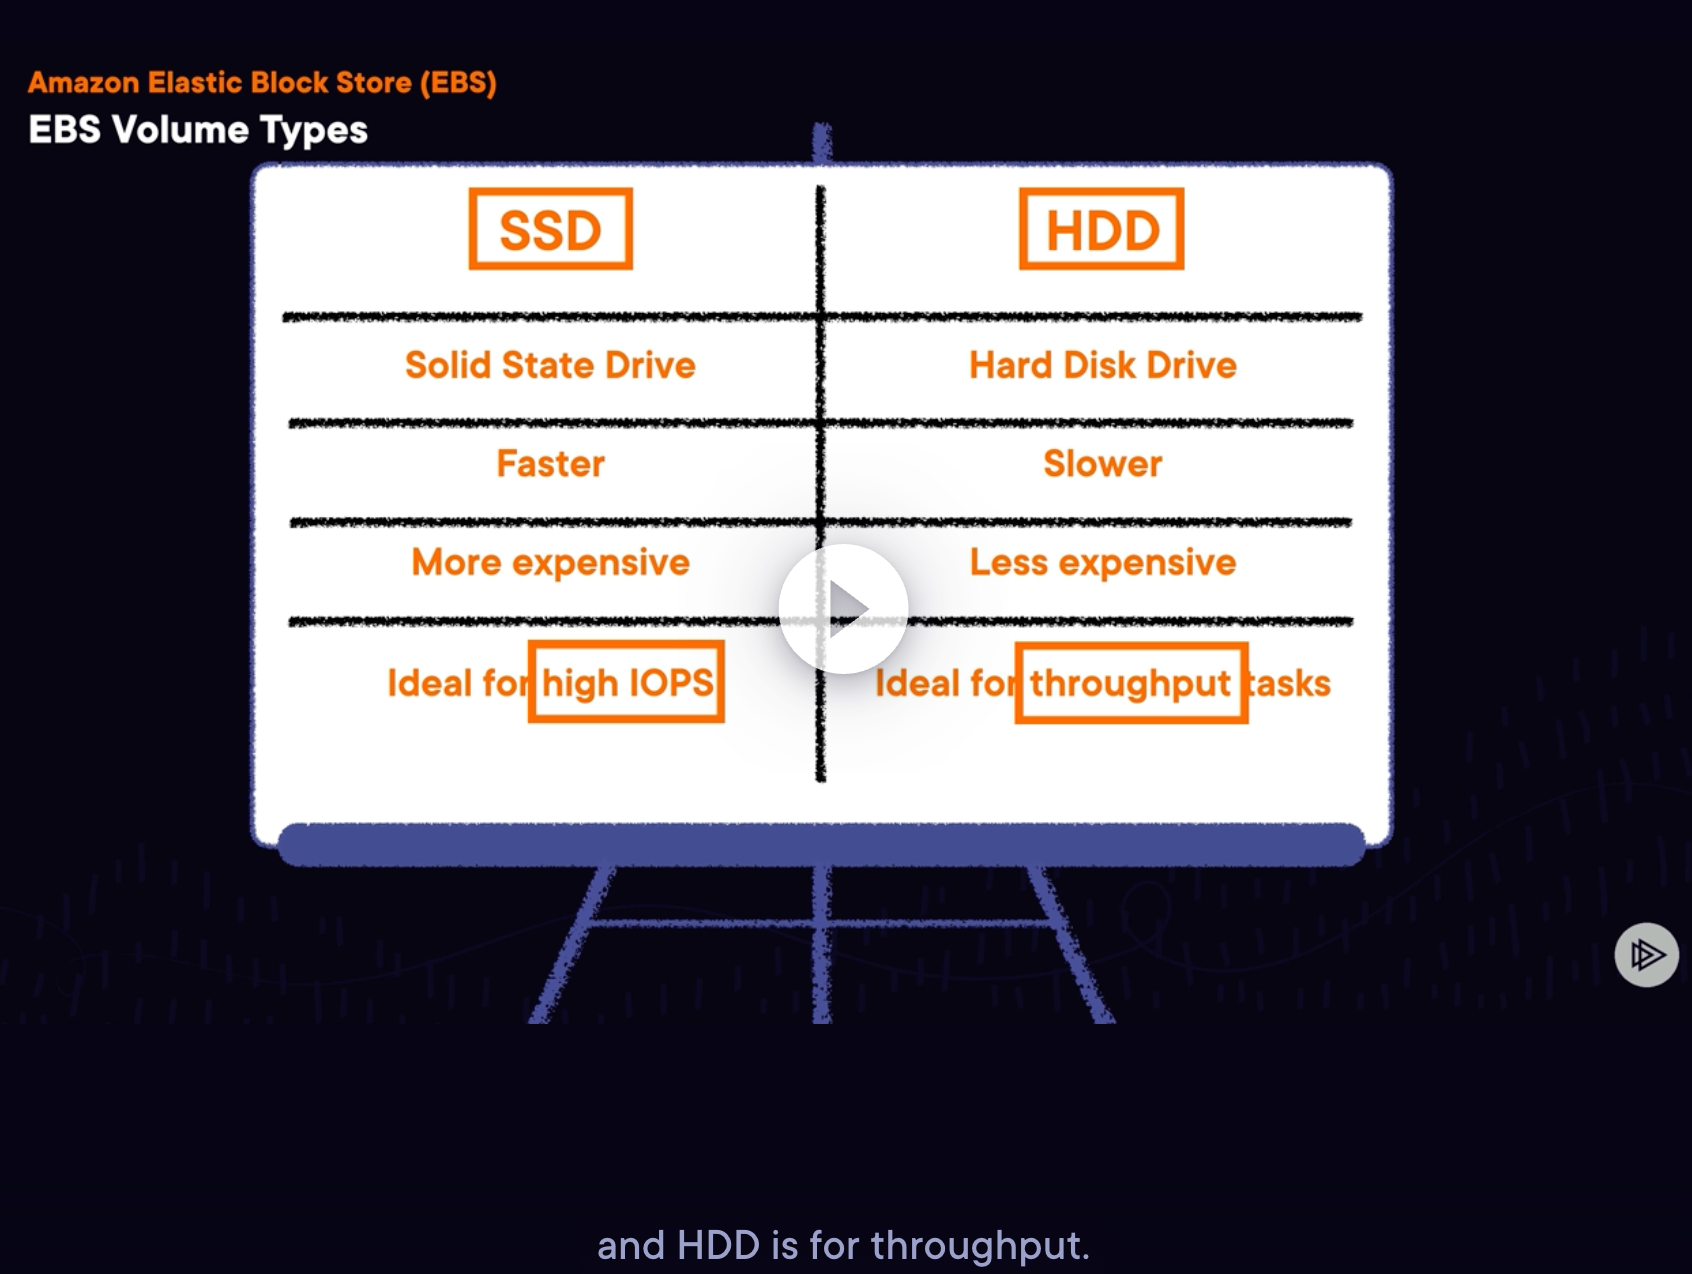 Amazon Elastic Block Store (EBS)
EBS Volume Types
SSD
HDD
Solid State Drive
Hard Disk Drive
Faster
Slower
More expensive
Less expensive
Ideal for high IOPS
Ideal for throughput tasks
and HDD is for throughput.